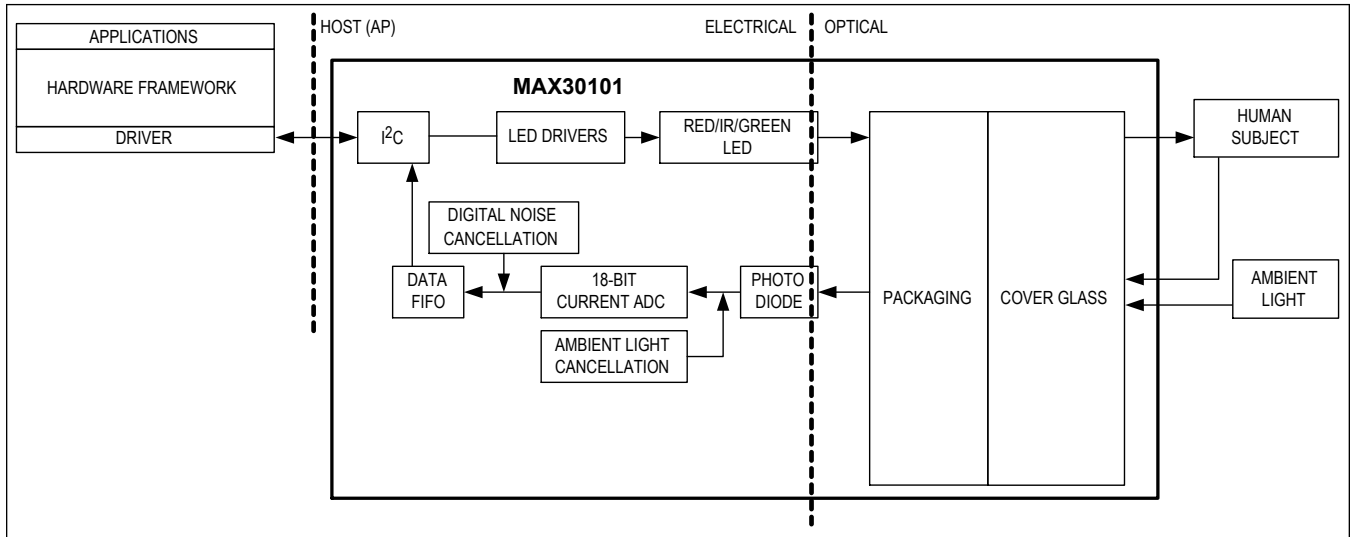 APPLICATIONS
HARDWARE FRAMEWORK
DRIVER
HOST (AP)
ELECTRICAL
OPTICAL
MAX30101
I²C
LED DRIVERS
RED/IR/GREEN
LED
HUMAN
SUBJECT
DIGITAL NOISE
CANCELLATION
DATA
FIFO
18-BIT
CURRENT ADC
PHOTO
DIODE
AMBIENT LIGHT
CANCELLATION
PACKAGING
COVER GLASS
AMBIENT
LIGHT